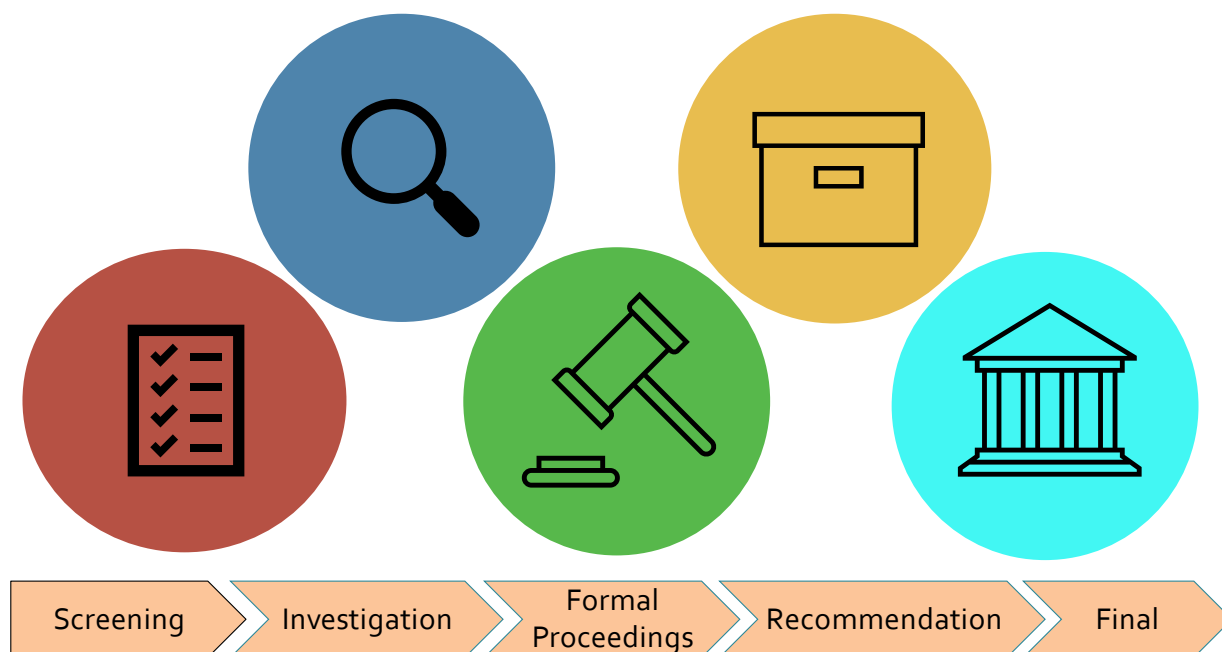 Screening
Investigation
Formal
Proceedings
Recommendation
Final